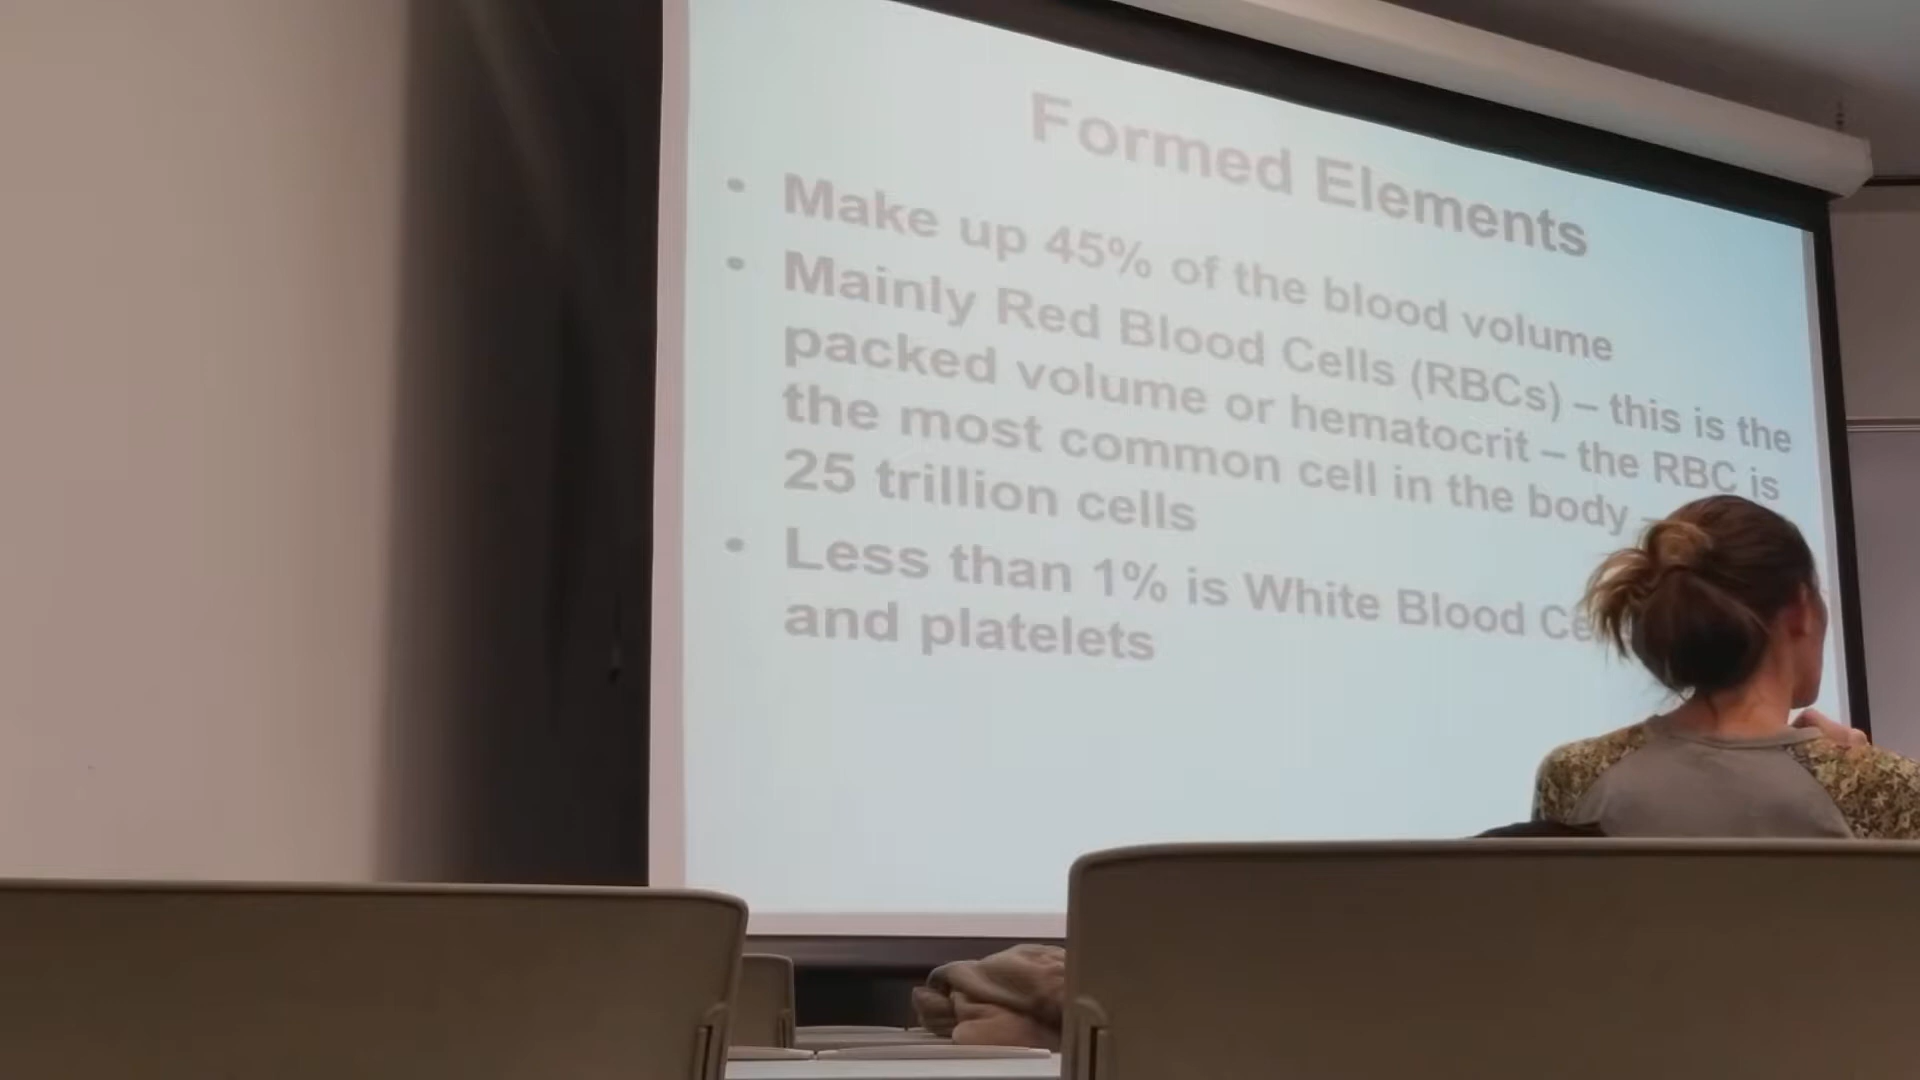 Formed Elements
• Make up 45% of the blood volume
• Mainly Red Blood Cells (RBCs) – this is the
packed volume or hematocrit – the RBC is
the most common cell in the body –
25 trillion cells
• Less than 1% is White Blood
and platelets